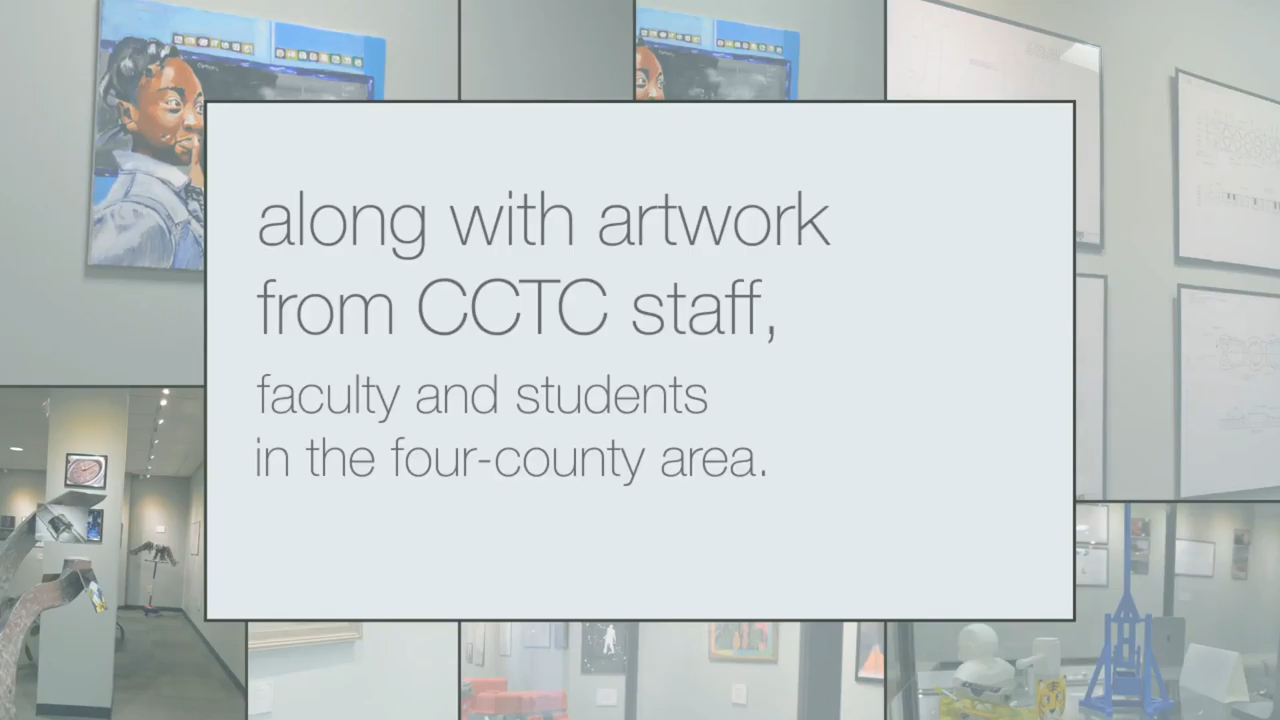 along with artwork
from CCTC staff,
faculty and students
in the four-county area.